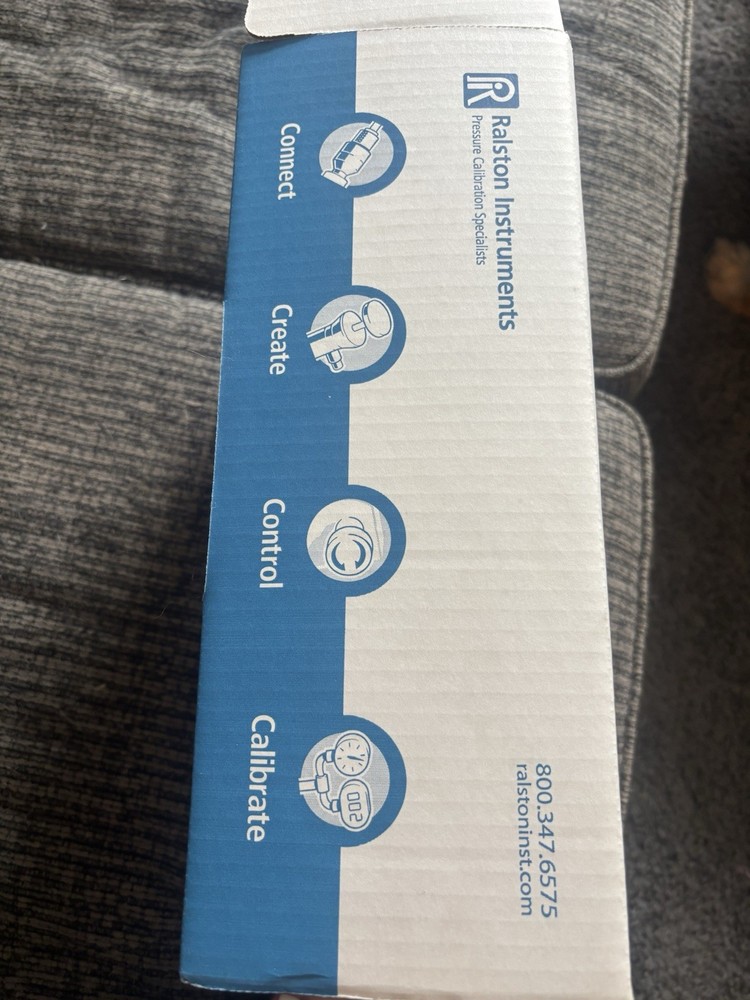 Ralston Instruments
Pressure Calibration Specialists
800.347.6575
ralstoninst.com
Connect
Create
Control
Calibrate